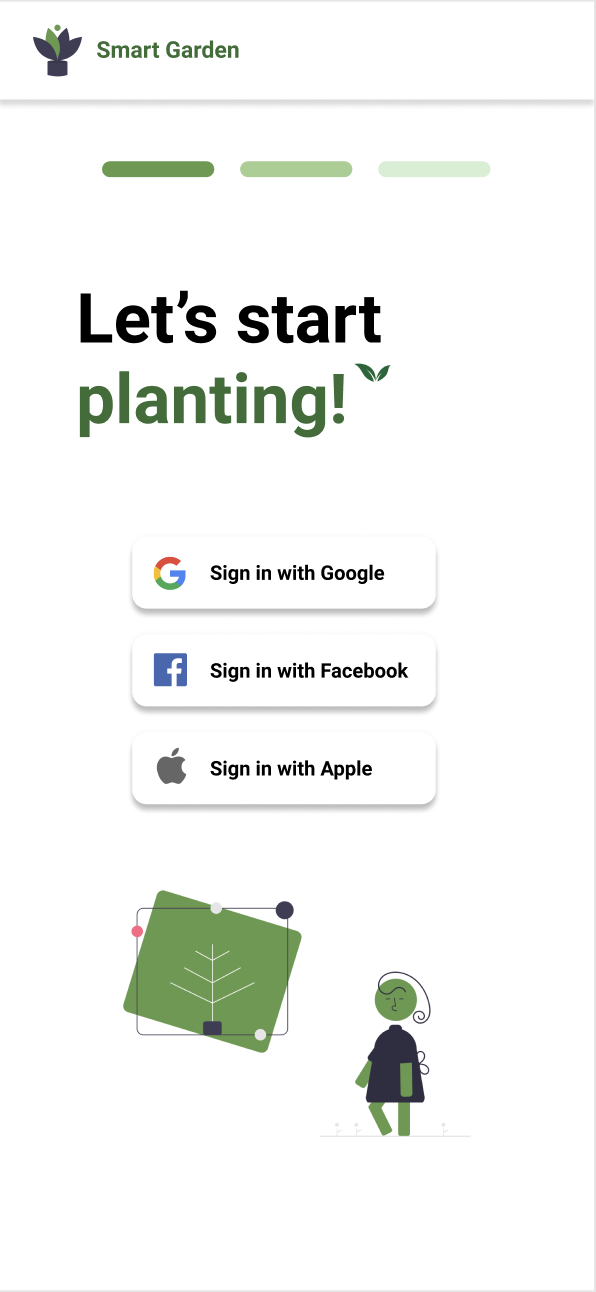 Smart Garden
Let’s start
planting!
Sign in with Google
Sign in with Facebook
Sign in with Apple